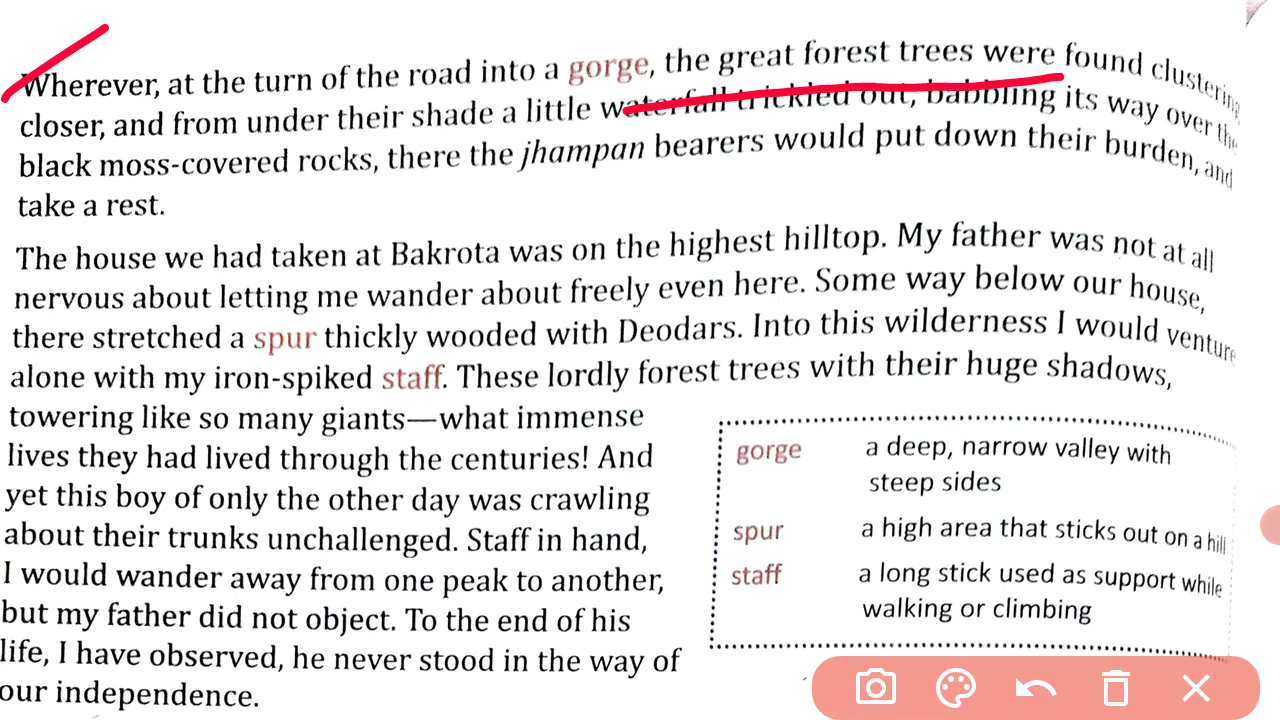 Wherever, at the turn of the road into a gorge, the great forest trees were found clustering
closer, and from under their shade a little waterfall trickled out, babbling its way over the
black moss-covered rocks, there the jhampan bearers would put down their burden, and
take a rest.
The house we had taken at Bakrota was on the highest hilltop. My father was not at all
nervous about letting me wander about freely even here. Some way below our house,
there stretched a spur thickly wooded with Deodars. Into this wilderness I would venture
alone with my iron-spiked staff. These lordly forest trees with their huge shadows,
towering like so many giants—what immense
lives they had lived through the centuries! And
yet this boy of only the other day was crawling
about their trunks unchallenged. Staff in hand,
I would wander away from one peak to another,
but my father did not object. To the end of his
life, I have observed, he never stood in the way of
our independence.
gorge a deep, narrow valley with
steep sides
spur a high area that sticks out on a hill
staff a long stick used as support while
walking or climbing